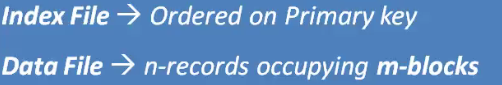 Index File → Ordered on Primary key
Data File → n-records occupying m-blocks